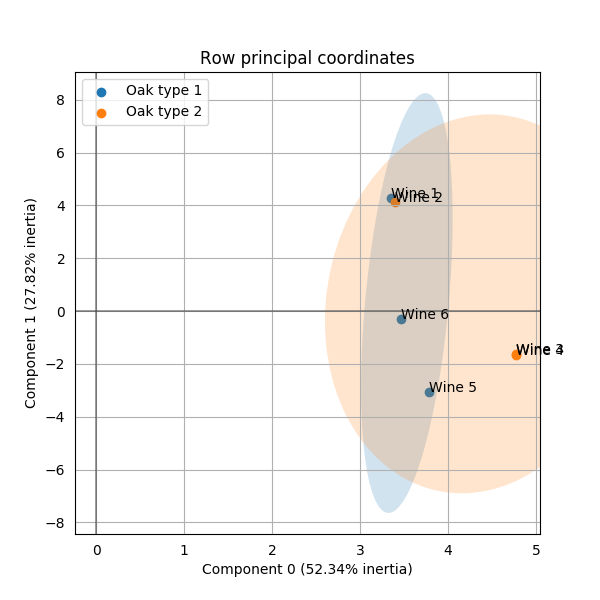 Row principal coordinates
Oak type 1
Oak type 2
8
6
4
2
0
−2
−4
−6
−8
Component 1 (27.82% inertia)
Wine 1
Wine 2
Wine 6
Wine 3
Wine 4
Wine 5
0
1
2
3
4
5
Component 0 (52.34% inertia)